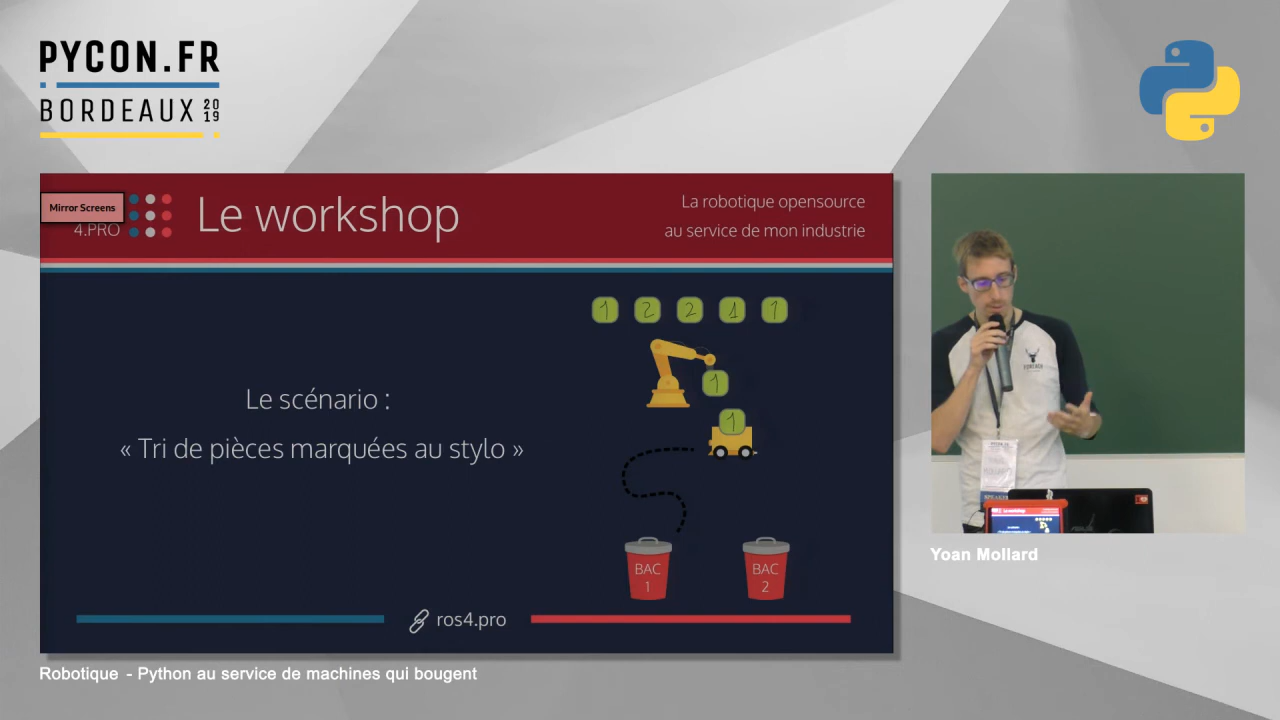 PYCON.FR
BORDEAUX 2019
Mirror Screens
4.PRO
Le workshop
La robotique opensource
au service de mon industrie
1 2 2 1 1
1
1
Le scénario :
« Tri de pièces marquées au stylo »
BAC
1
BAC
2
ros4.pro
Yoan Mollard
Robotique - Python au service de machines qui bougent